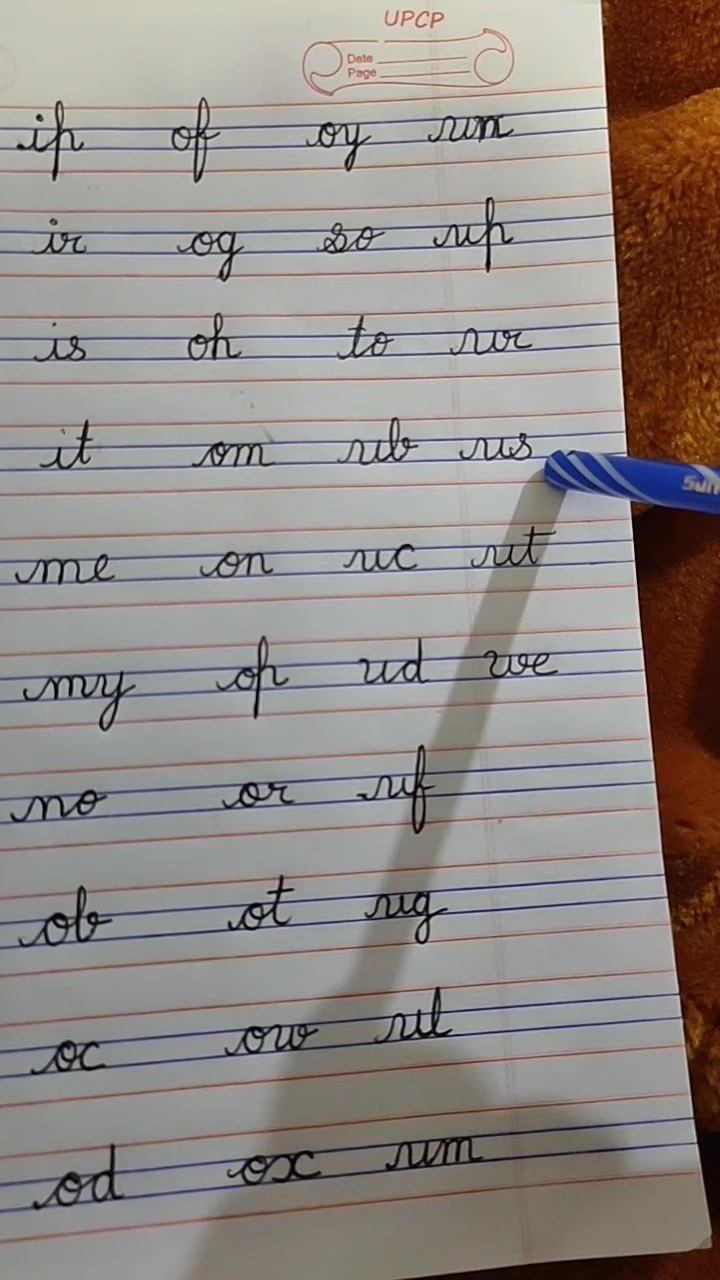 UPCP
Date
Page
ip of oy un
ir og so up
is oh to ur
it om ub us
me on uc ut
my op ud we
no or uf
ob ot ug
oc ow ul
od ox um